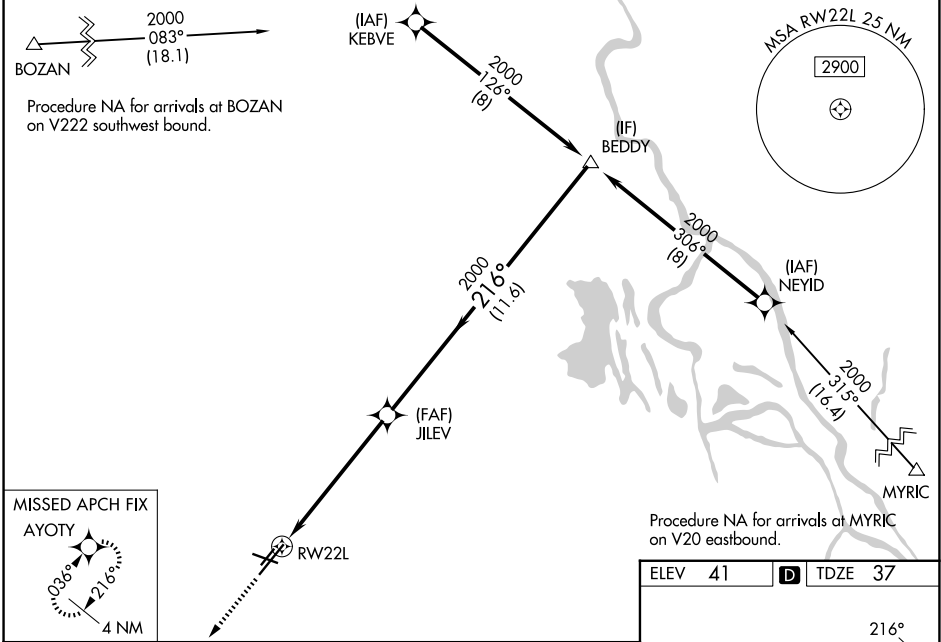 2000
083°
(18.1)
BOZAN
Procedure NA for arrivals at BOZAN
on V222 southwest bound.
(IAF)
KEBVE
2000
126°
(8)
(IF)
BEDDY
MSA RW22L 25 NM
2900
2000
306°
(8)
(IAF)
NEYID
2000
216°
(11.6)
2000
315°
(16.4)
(FAF)
JILEV
MYRIC
Procedure NA for arrivals at MYRIC
on V20 eastbound.
MISSED APCH FIX
AYOTY
036°
216°
4 NM
RW22L
ELEV 41 D TDZE 37
216°